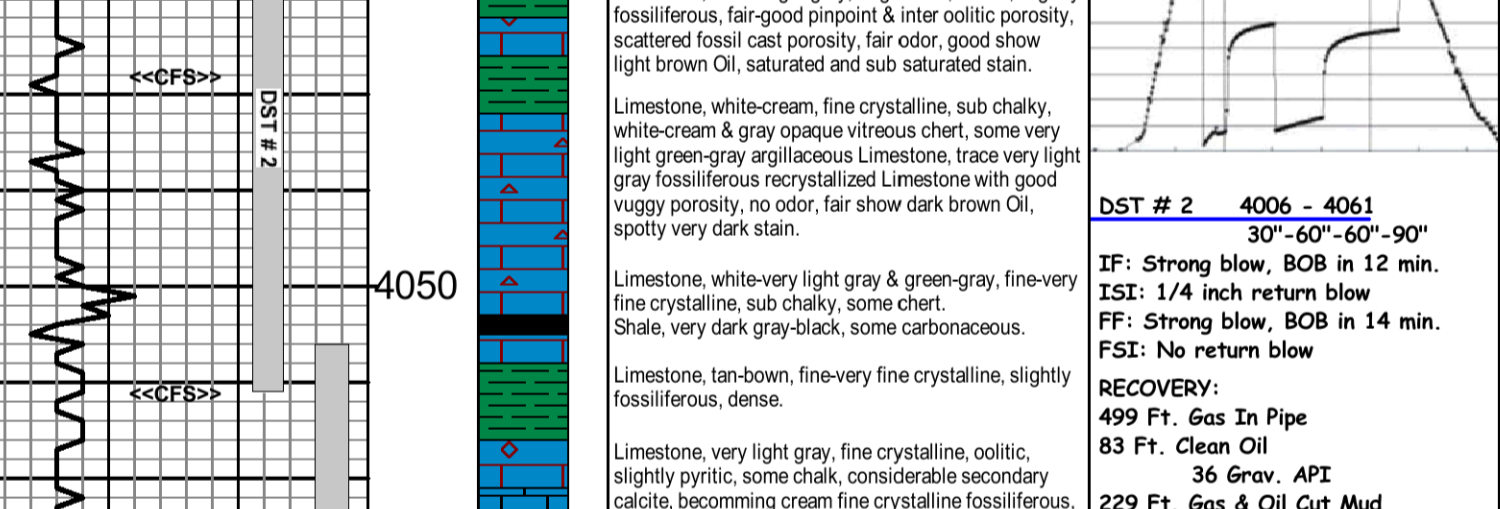 <<CFS>>
DST # 2
4050
<<CFS>>
fossiliferous, fair-good pinpoint & inter oolitic porosity,
scattered fossil cast porosity, fair odor, good show
light brown Oil, saturated and sub saturated stain.
Limestone, white-cream, fine crystalline, sub chalky,
white-cream & gray opaque vitreous chert, some very
light green-gray argillaceous Limestone, trace very light
gray fossiliferous recrystallized Limestone with good
vuggy porosity, no odor, fair show dark brown Oil,
spotty very dark stain.
Limestone, white-very light gray & green-gray, fine-very
fine crystalline, sub chalky, some chert.
Shale, very dark gray-black, some carbonaceous.
Limestone, tan-bown, fine-very fine crystalline, slightly
fossiliferous, dense.
Limestone, very light gray, fine crystalline, oolitic,
slightly pyritic, some chalk, considerable secondary
calcite, becomming cream fine crystalline fossiliferous,
DST # 2 4006 - 4061
30"-60"-60"-90"
IF: Strong blow, BOB in 12 min.
ISI: 1/4 inch return blow
FF: Strong blow, BOB in 14 min.
FSI: No return blow
RECOVERY:
499 Ft. Gas In Pipe
83 Ft. Clean Oil
36 Grav. API
229 Ft. Gas & Oil Cut Mud